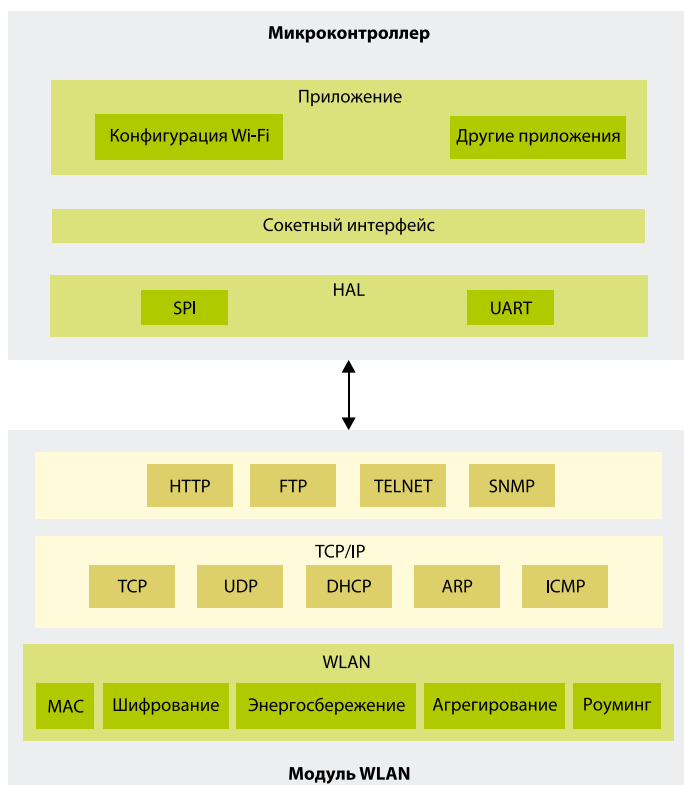 Микроконтроллер
Приложение
Конфигурация Wi-Fi
Другие приложения
Сокетный интерфейс
HAL
SPI
UART
HTTP
FTP
TELNET
SNMP
TCP/IP
TCP
UDP
DHCP
ARP
ICMP
WLAN
MAC
Шифрование
Энергосбережение
Агрегирование
Роуминг
Модуль WLAN